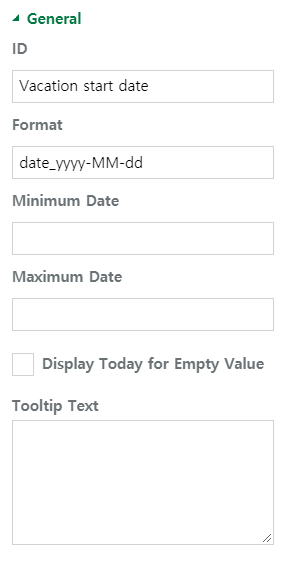 General
ID
Vacation start date
Format
date_yyyy-MM-dd
Minimum Date
Maximum Date
Display Today for Empty Value
Tooltip Text